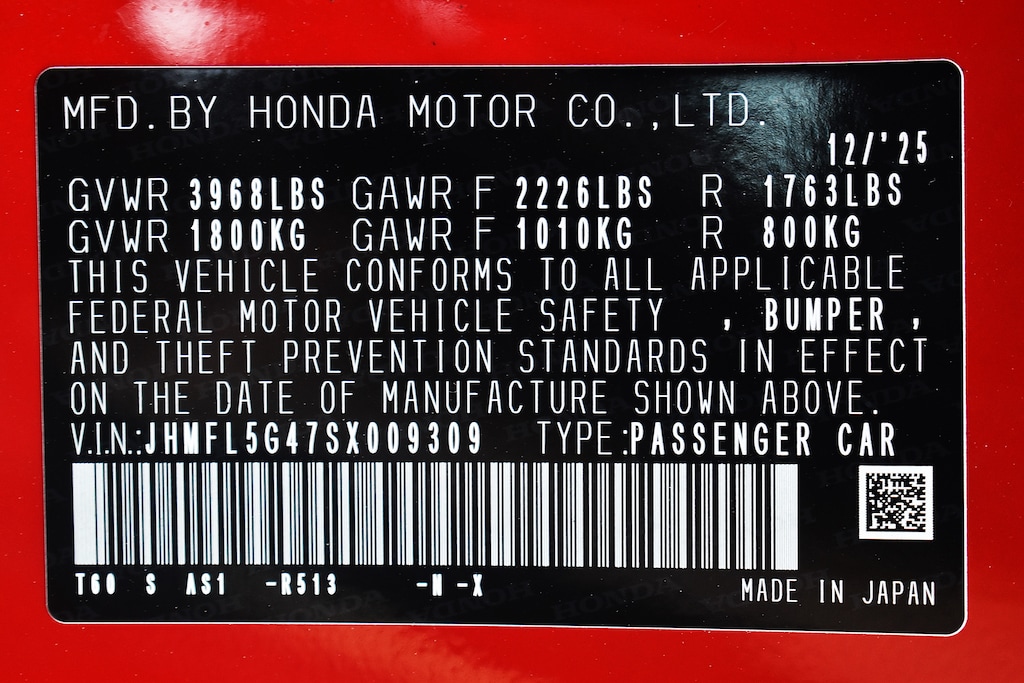 MFD.BY HONDA MOTOR CO.,LTD.
12/'25
GVWR 3968LBS GAWR F 2226LBS R 1763LBS
GVWR 1800KG GAWR F 1010KG R 800KG
THIS VEHICLE CONFORMS TO ALL APPLICABLE
FEDERAL MOTOR VEHICLE SAFETY , BUMPER ,
AND THEFT PREVENTION STANDARDS IN EFFECT
ON THE DATE OF MANUFACTURE SHOWN ABOVE.
V.I.N.:JHMFL5G47SX009309 TYPE:PASSENGER CAR
T60 S AS1 -R513 -N -X
MADE IN JAPAN